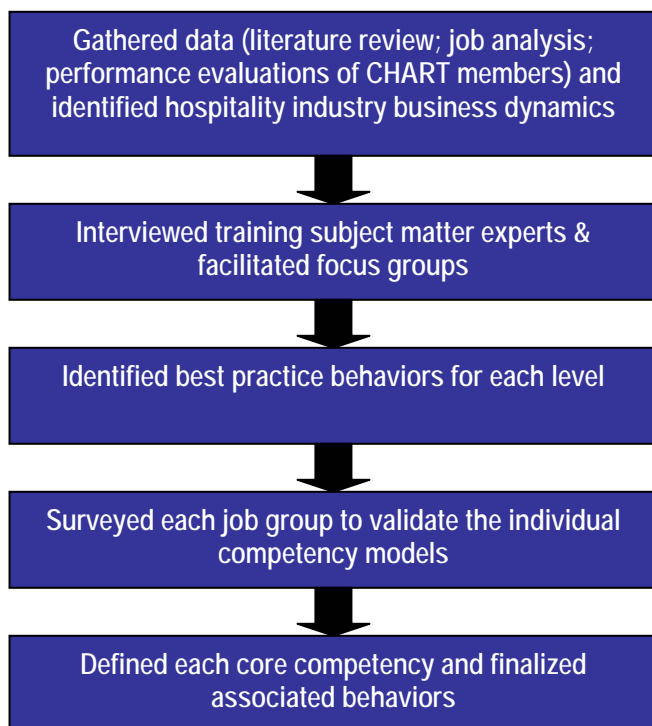 Gathered data (literature review; job analysis;
performance evaluations of CHART members) and
identified hospitality industry business dynamics
Interviewed training subject matter experts &
facilitated focus groups
Identified best practice behaviors for each level
Surveyed each job group to validate the individual
competency models
Defined each core competency and finalized
associated behaviors